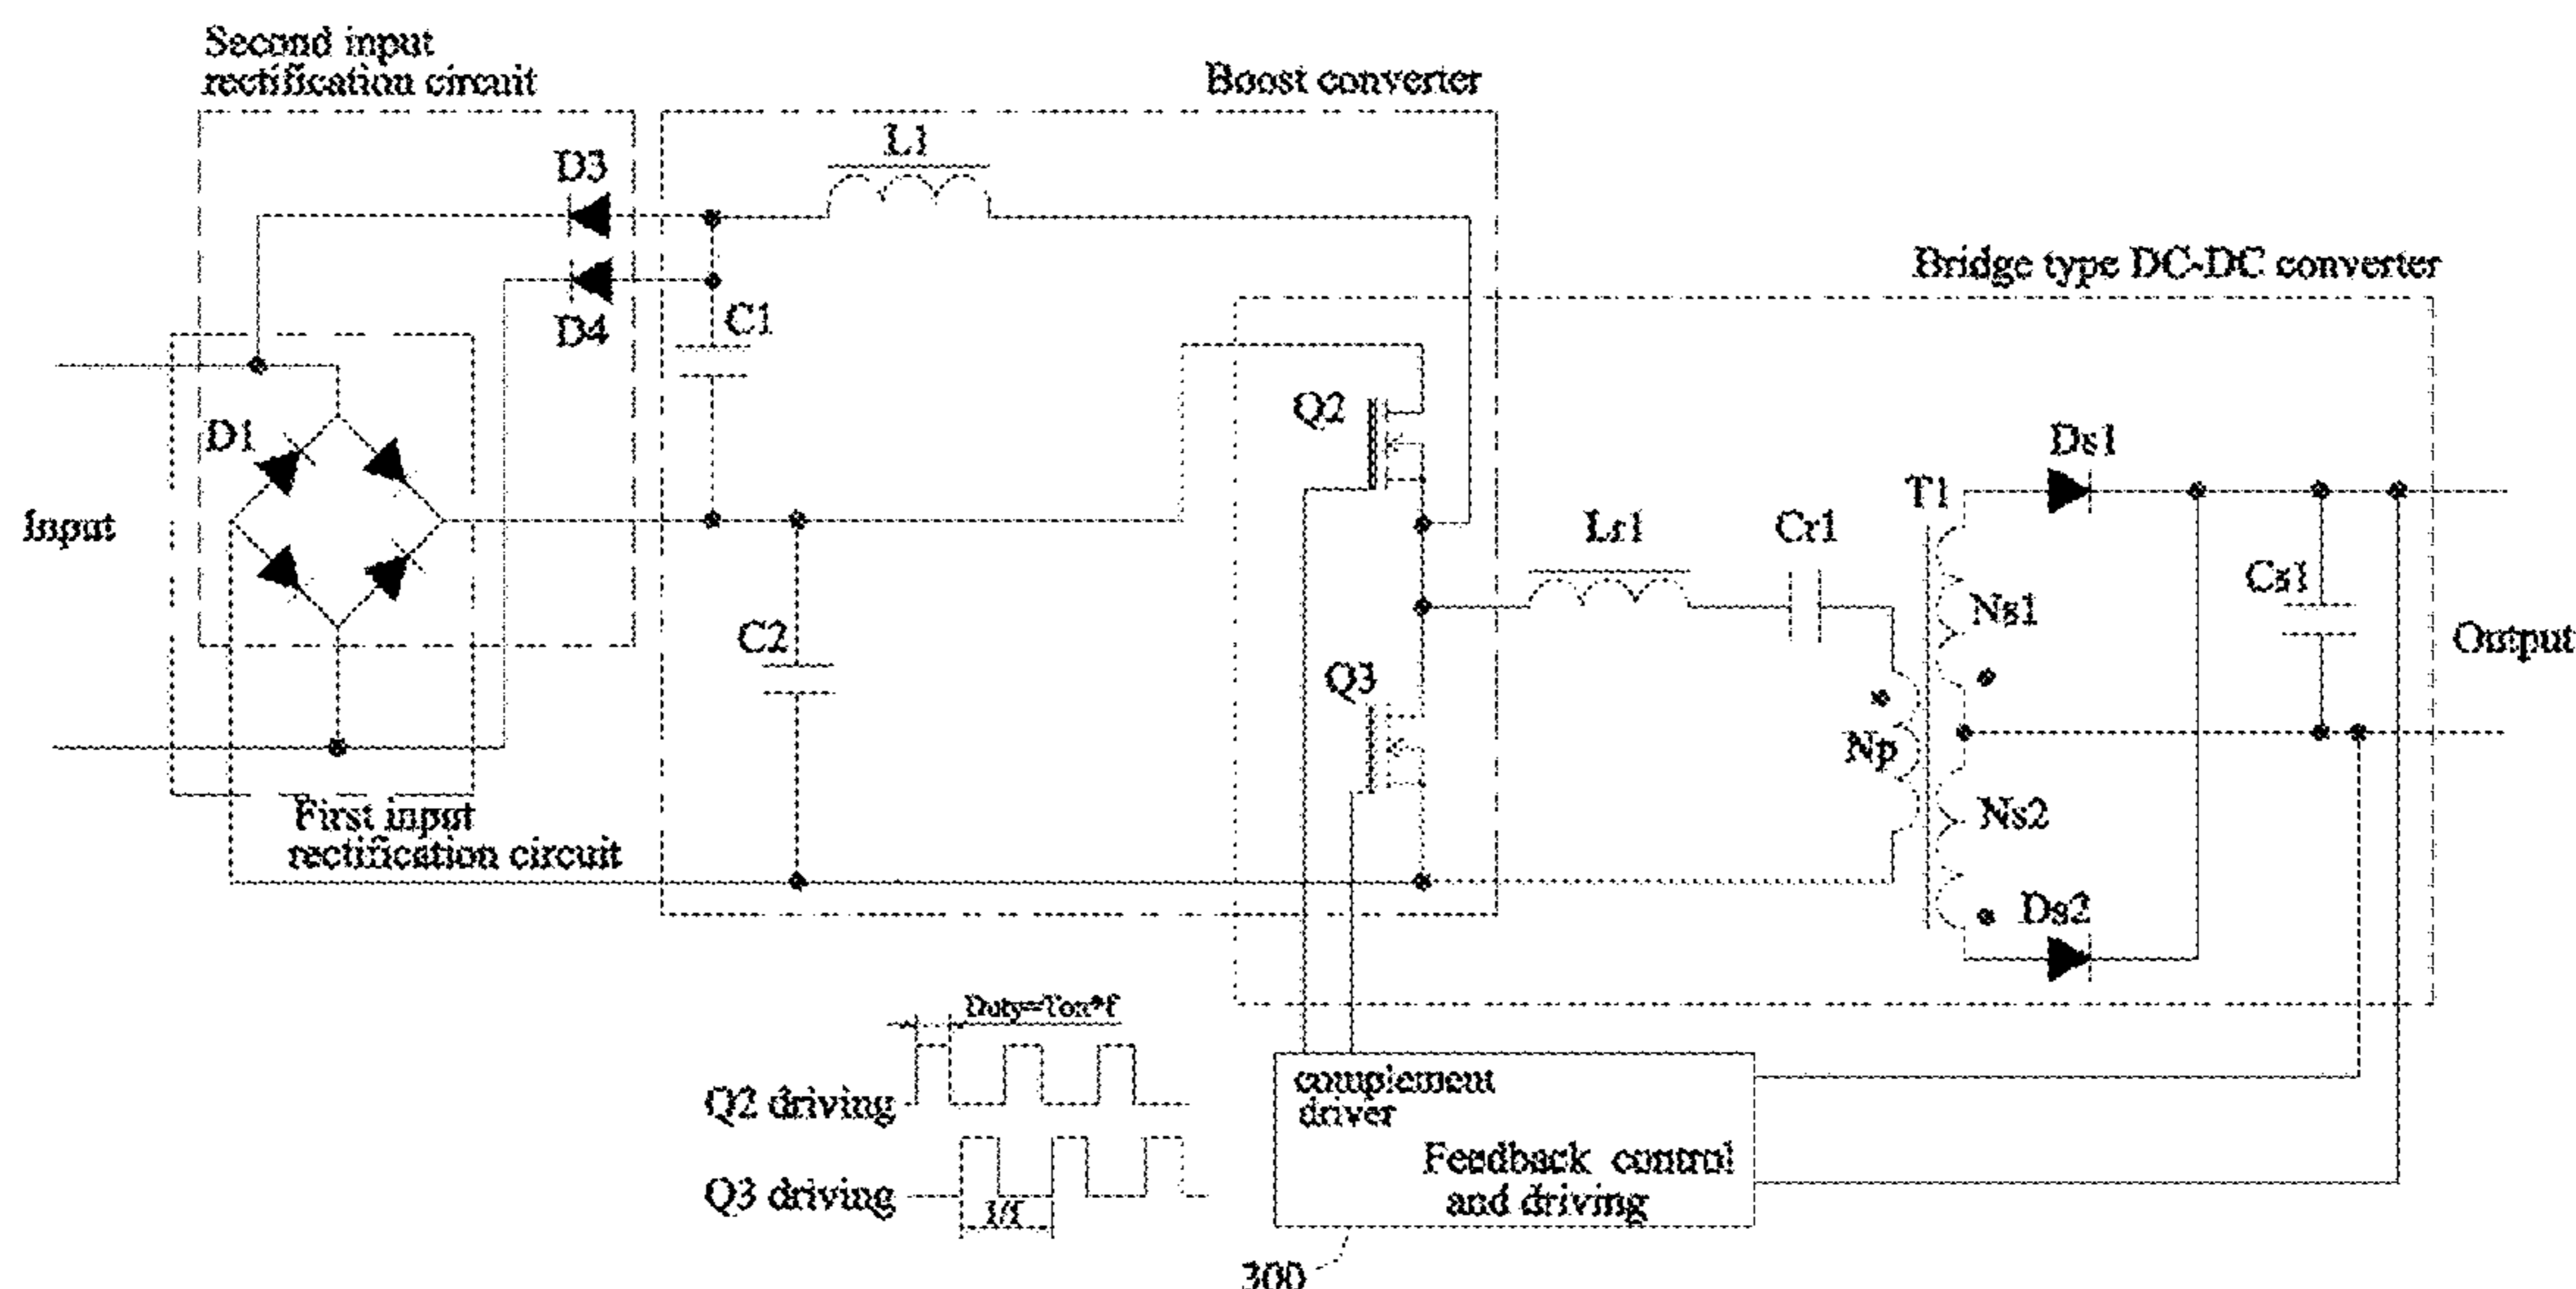 Second input
rectification circuit
Boost converter
L1
D3
Bridge type DC-DC converter
D4
C1
Q2
D1
Ds1
T1
Input
Lr1
Cr1
Cs1
Ns1
C2
Output
Q3
Np
First input
rectification circuit
Ns2
Ds2
Duty=Ton*f
Q2 driving
complement
driver
Feedback control
and driving
Q3 driving
1/f
300